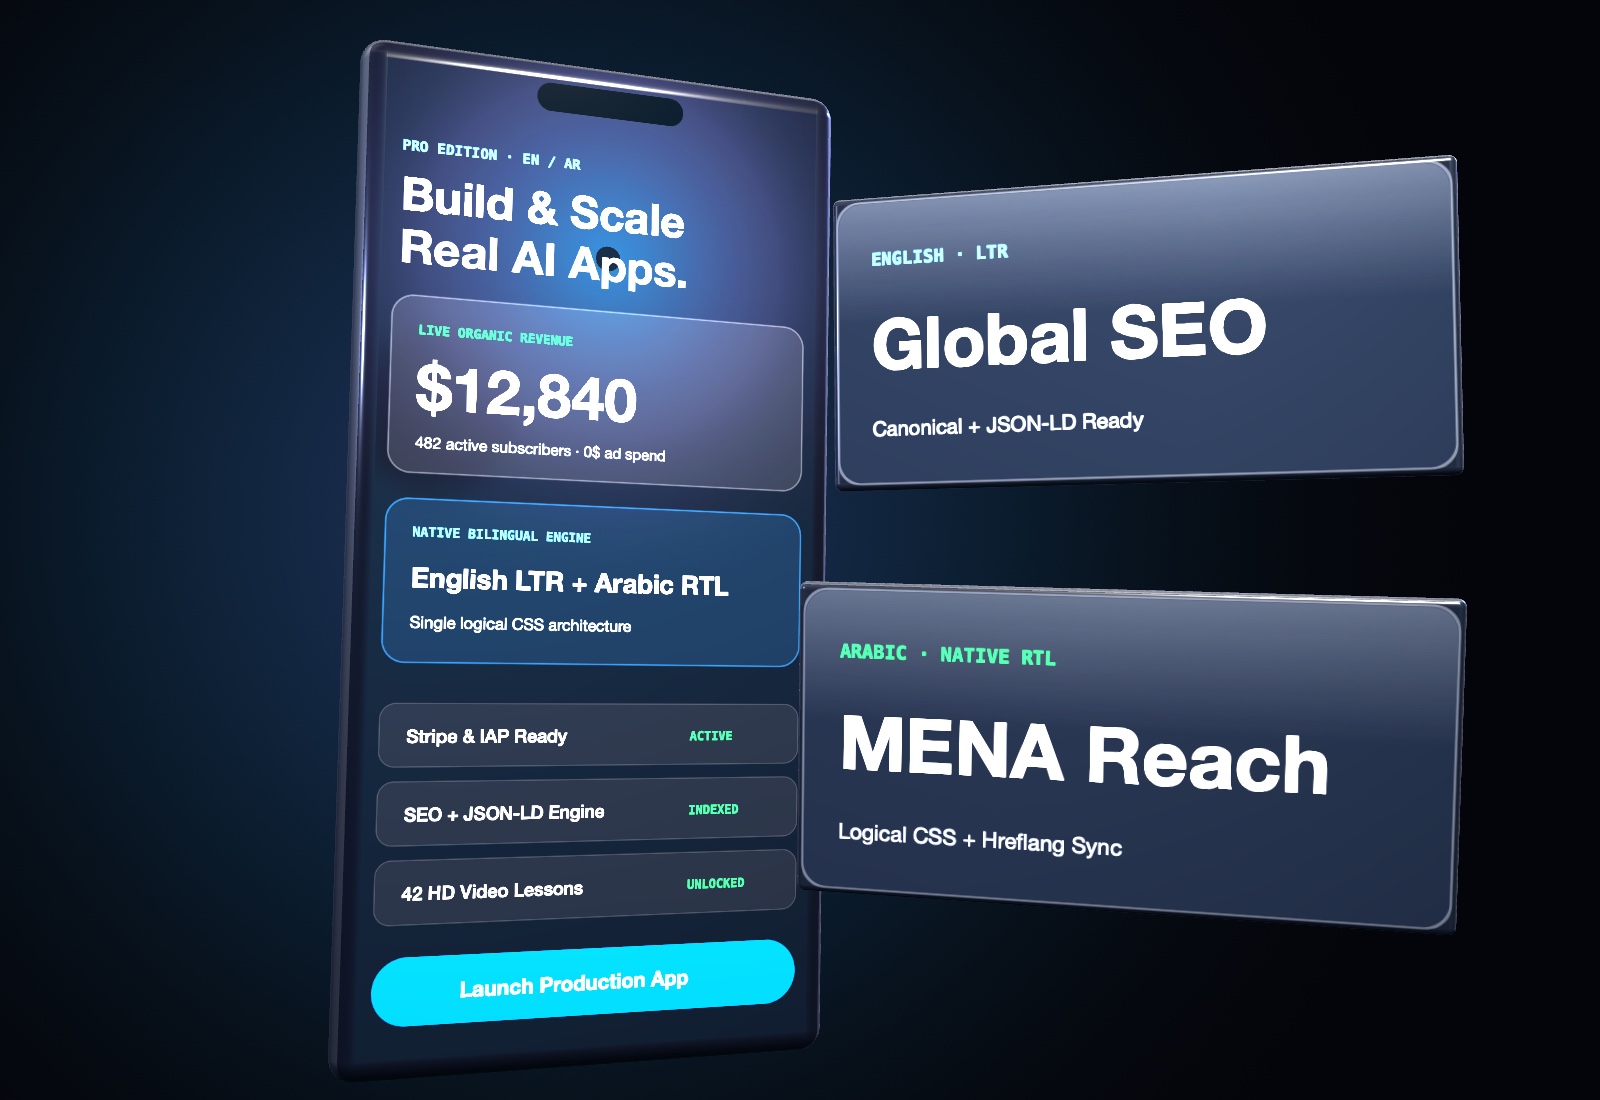 PRO EDITION · EN / AR
Build & Scale
Real AI Apps.
LIVE ORGANIC REVENUE
$12,840
482 active subscribers · 0$ ad spend
NATIVE BILINGUAL ENGINE
English LTR + Arabic RTL
Single logical CSS architecture
Stripe & IAP Ready ACTIVE
SEO + JSON-LD Engine INDEXED
42 HD Video Lessons UNLOCKED
Launch Production App
ENGLISH · LTR
Global SEO
Canonical + JSON-LD Ready
ARABIC · NATIVE RTL
MENA Reach
Logical CSS + Hreflang Sync